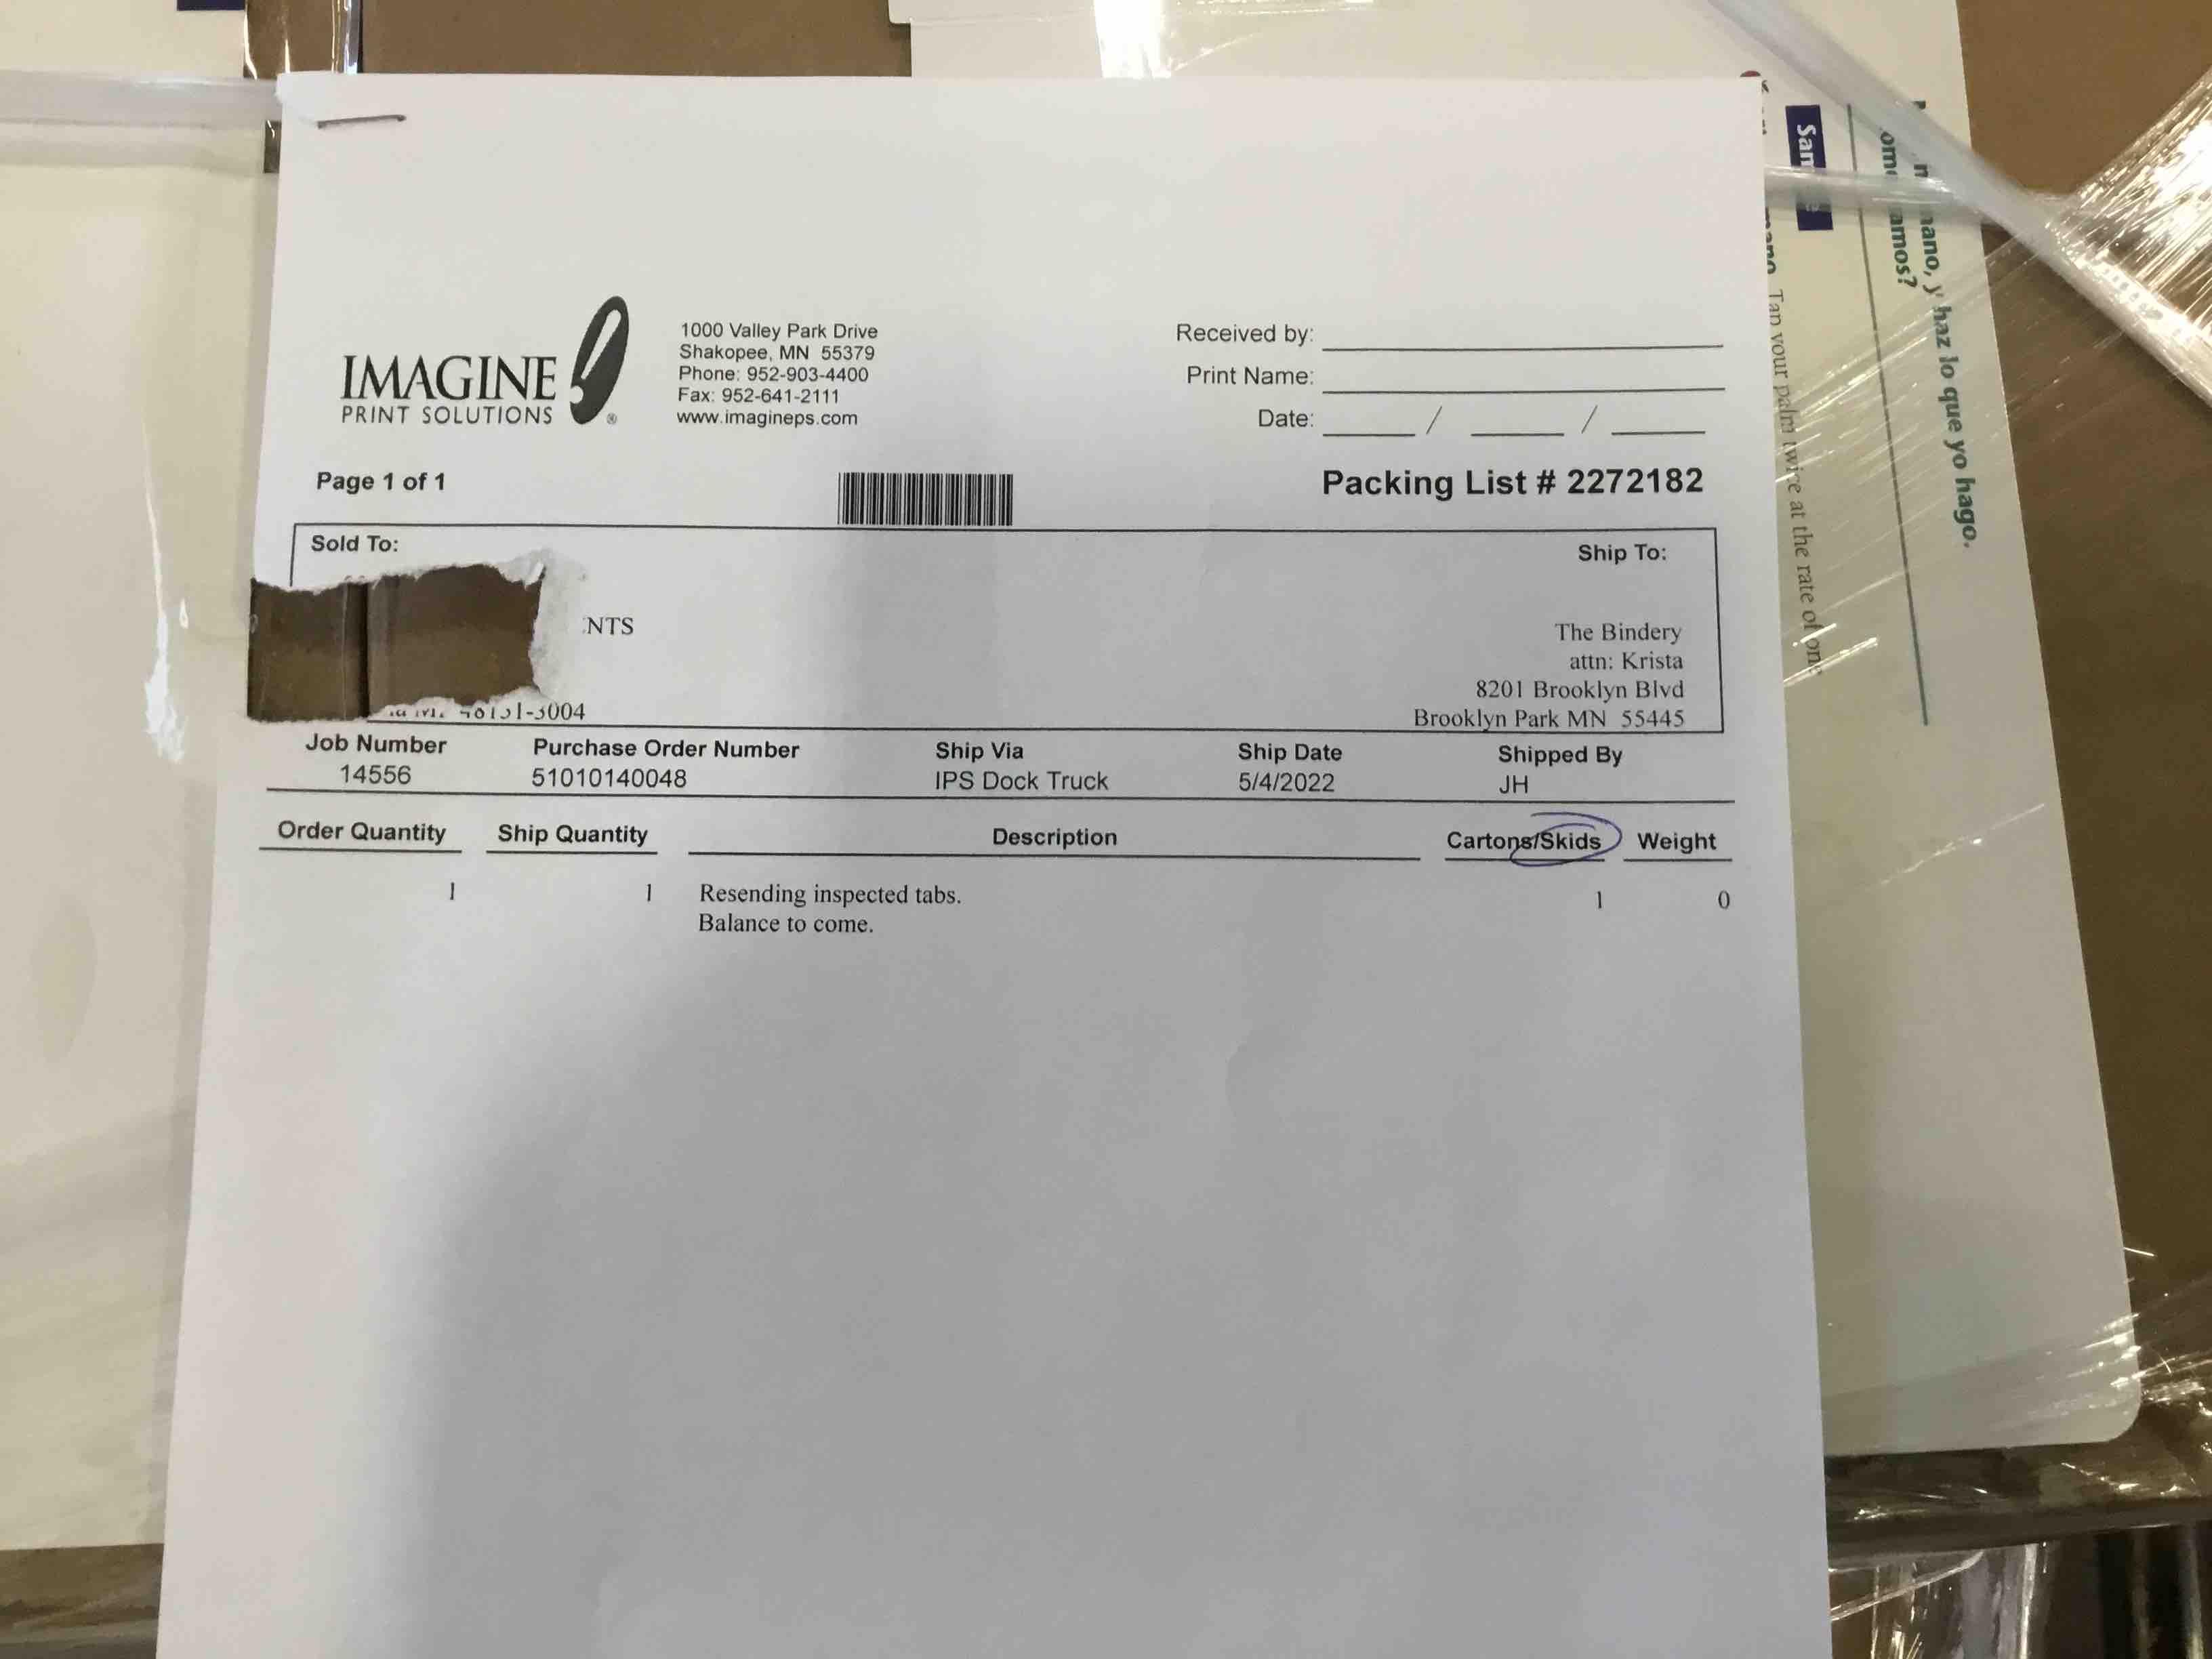 IMAGINE
PRINT SOLUTIONS ®
1000 Valley Park Drive
Shakopee, MN 55379
Phone: 952-903-4400
Fax: 952-641-2111
www.imagineps.com
Received by:
Print Name:
Date: / /
Page 1 of 1
Packing List # 2272182
Sold To:
NTS
Ship To:
The Bindery
attn: Krista
8201 Brooklyn Blvd
Brooklyn Park MN 55445
Job Number Purchase Order Number Ship Via Ship Date Shipped By
14556 51010140048 IPS Dock Truck 5/4/2022 JH
Order Quantity Ship Quantity Description Cartons/Skids Weight
1 1 Resending inspected tabs. 1 0
Balance to come.
mano, y haz lo que yo hago.
Tap your palm twice at the rate of one